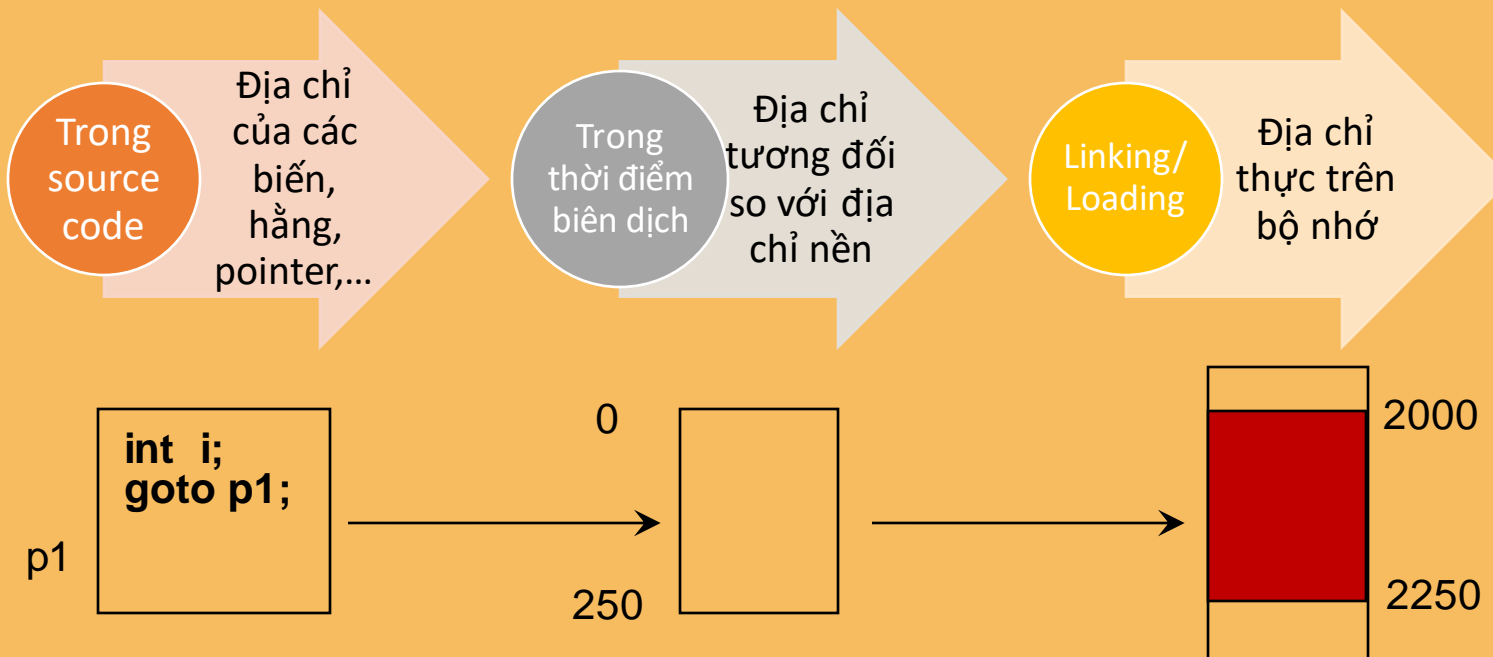 Trong
source
code
Địa chỉ
của các
biến,
hằng,
pointer,...
Trong
thời điểm
biên dịch
Địa chỉ
tương đối
so với địa
chỉ nền
Linking/
Loading
Địa chỉ
thực trên
bộ nhớ
int i;
goto p1;
p1
0
250
2000
2250